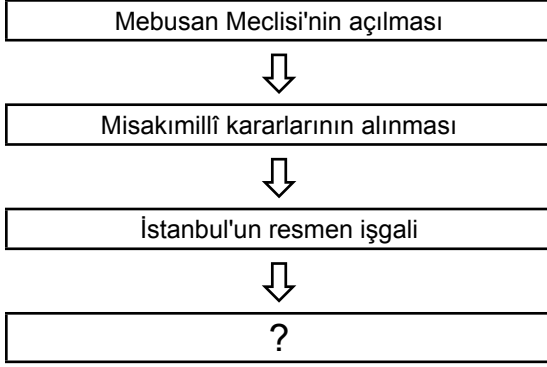 Mebusan Meclisi'nin açılması
Misakımillî kararlarının alınması
İstanbul'un resmen işgali
?